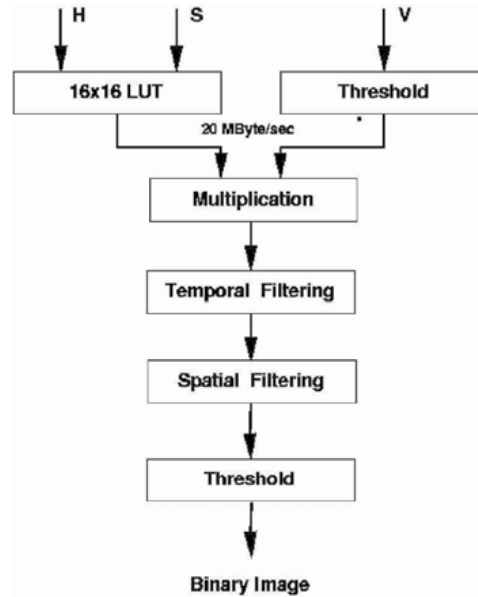 H S V
16x16 LUT Threshold
20 MByte/sec
Multiplication
Temporal Filtering
Spatial Filtering
Threshold
Binary Image